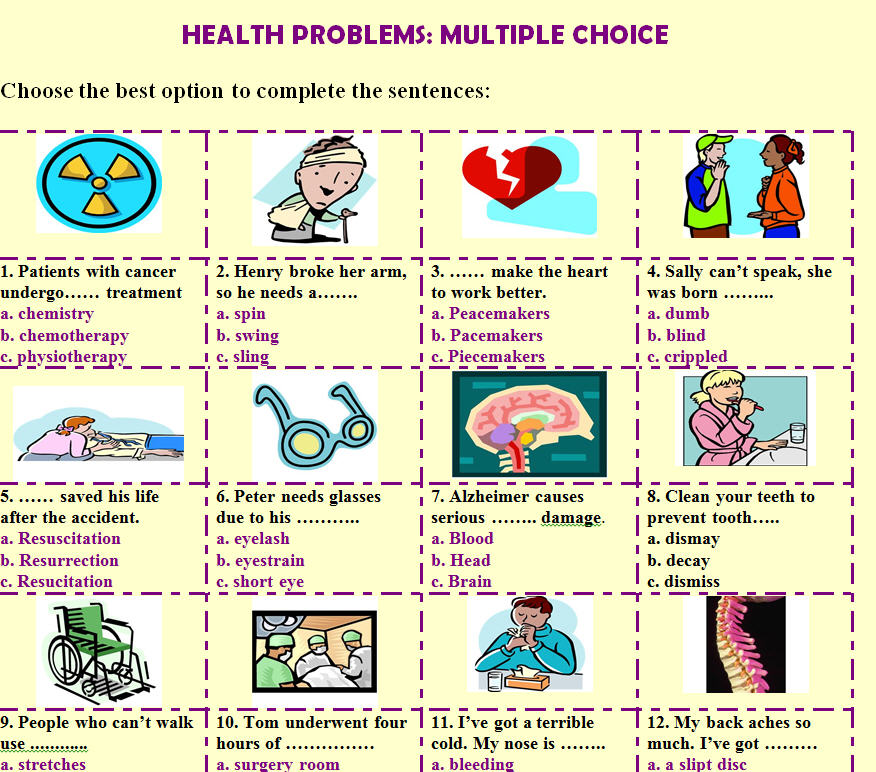 HEALTH PROBLEMS: MULTIPLE CHOICE
Choose the best option to complete the sentences:
1. Patients with cancer
undergo…… treatment
a. chemistry
b. chemotherapy
c. physiotherapy
2. Henry broke her arm,
so he needs a…….
a. spin
b. swing
c. sling
3. …… make the heart
to work better.
a. Peacemakers
b. Pacemakers
c. Piecemakers
4. Sally can’t speak, she
was born ……...
a. dumb
b. blind
c. crippled
5. …… saved his life
after the accident.
a. Resuscitation
b. Resurrection
c. Resucitation
6. Peter needs glasses
due to his ………..
a. eyelash
b. eyestrain
c. short eye
7. Alzheimer causes
serious …….. damage.
a. Blood
b. Head
c. Brain
8. Clean your teeth to
prevent tooth…..
a. dismay
b. decay
c. dismiss
9. People who can’t walk
use ............
a. stretches
10. Tom underwent four
hours of ……………
a. surgery room
11. I’ve got a terrible
cold. My nose is ……..
a. bleeding
12. My back aches so
much. I’ve got ………
a. a slipt disc